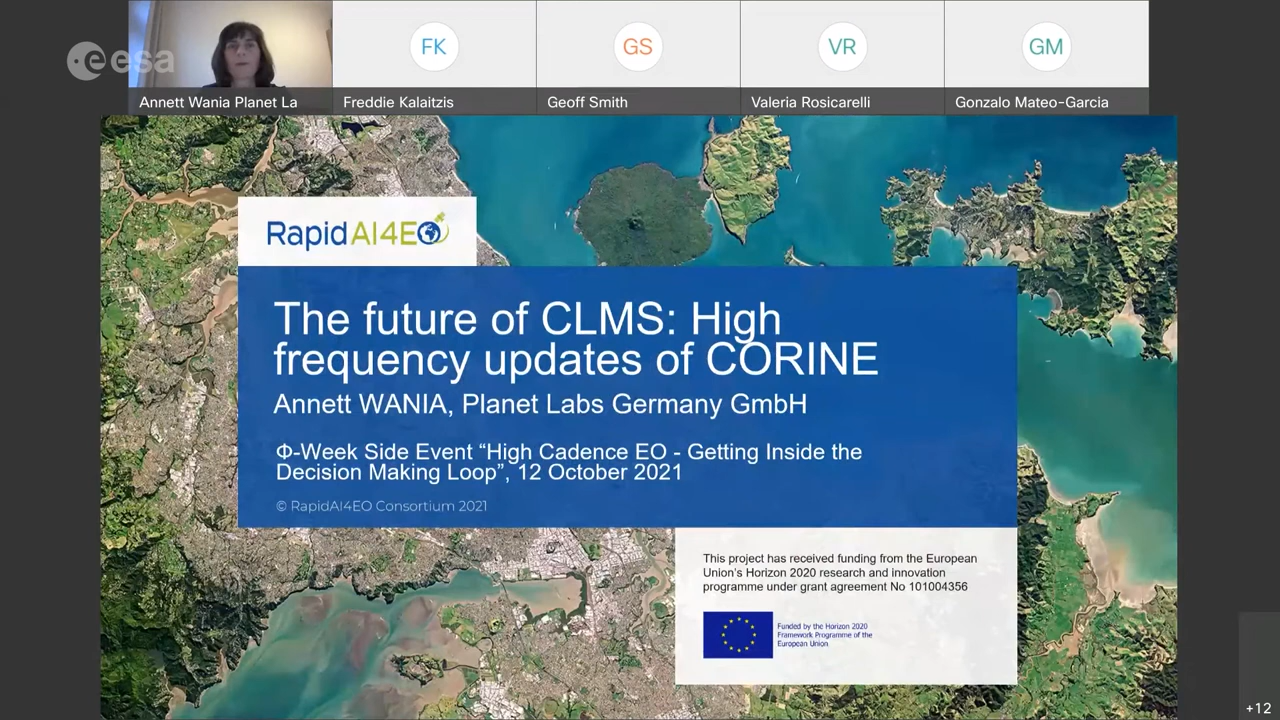 esa
FK
GS
VR
GM
Annett Wania Planet La
Freddie Kalaitzis
Geoff Smith
Valeria Rosicarelli
Gonzalo Mateo-Garcia
RapidAI4EO
The future of CLMS: High
frequency updates of CORINE
Annett WANIA, Planet Labs Germany GmbH
Φ-Week Side Event “High Cadence EO - Getting Inside the
Decision Making Loop”, 12 October 2021
© RapidAI4EO Consortium 2021
This project has received funding from the European
Union's Horizon 2020 research and innovation
programme under grant agreement No 101004356
Funded by the Horizon 2020
Framework Programme of the
European Union
+12